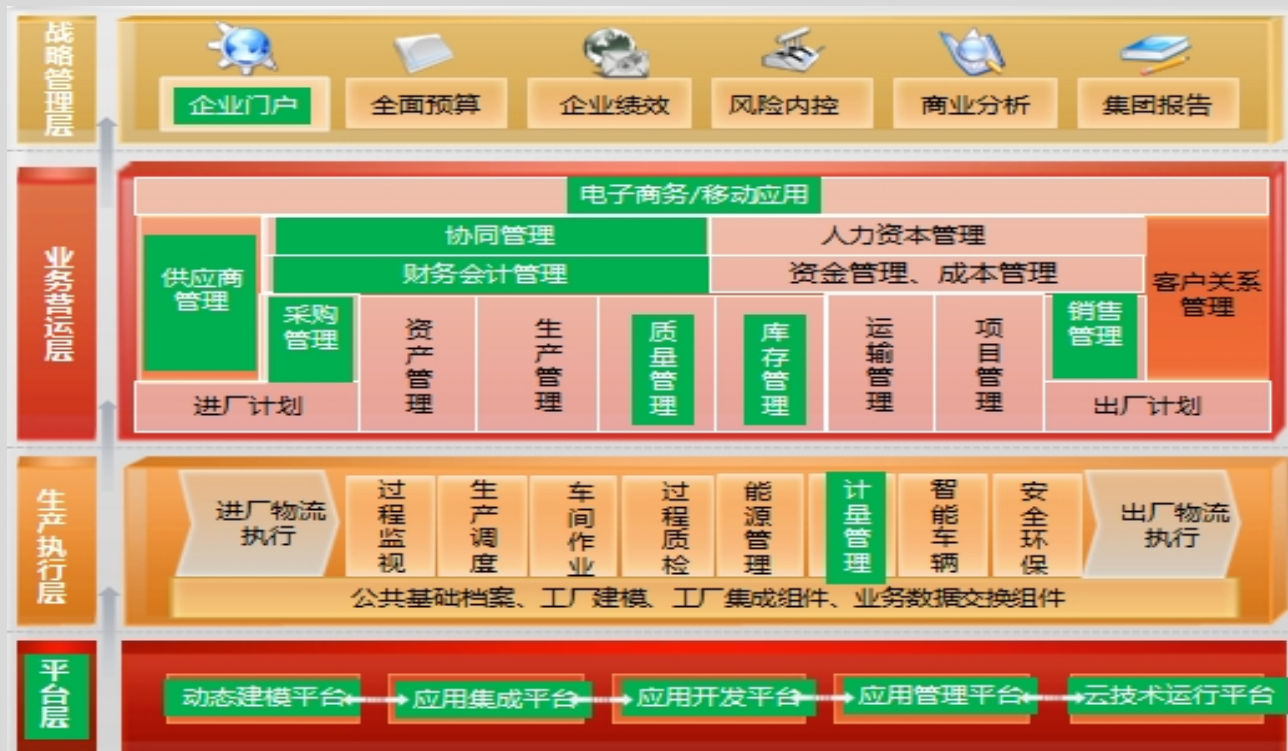 战略管理层
企业门户
全面预算
企业绩效
风险内控
商业分析
集团报告
业务营运层
电子商务/移动应用
供应商
管理
协同管理
人力资本管理
财务会计管理
资金管理、成本管理
客户关系
管理
采购
管理
资产管理
生产管理
质量管理
库存管理
运输管理
项目管理
销售
管理
进厂计划
出厂计划
生产执行层
进厂物流
执行
过程监视
生产调度
车间作业
过程质检
能源管理
计量管理
智能车辆
安全环保
出厂物流
执行
公共基础档案、工厂建模、工厂集成组件、业务数据交换组件
平台层
动态建模平台
应用集成平台
应用开发平台
应用管理平台
云技术运行平台